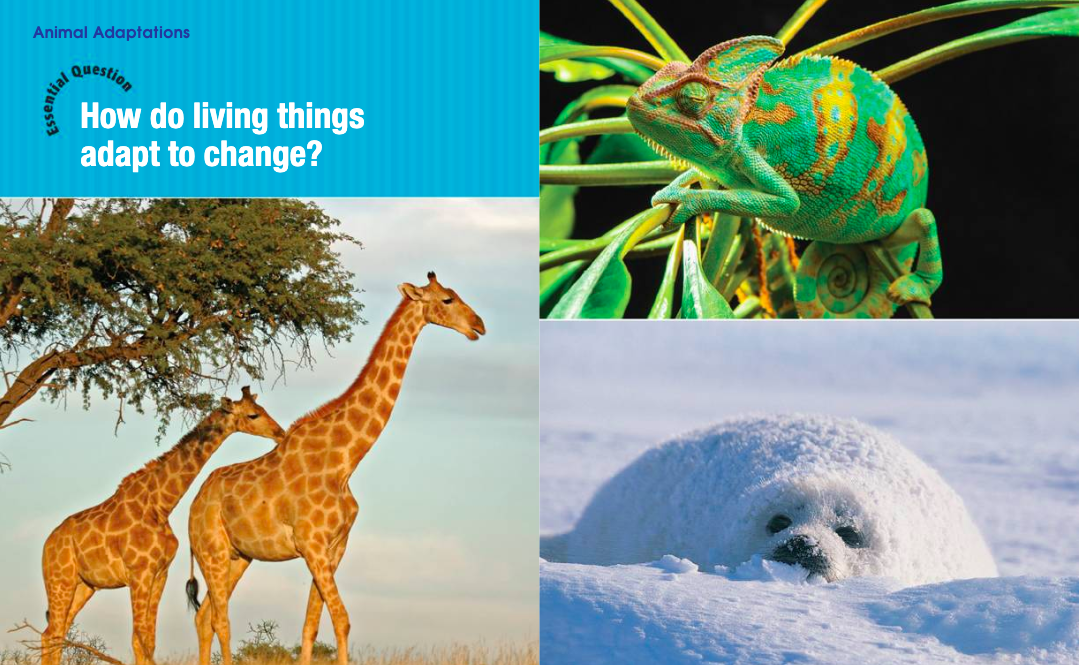 Animal Adaptations
Essential Question
How do living things
adapt to change?